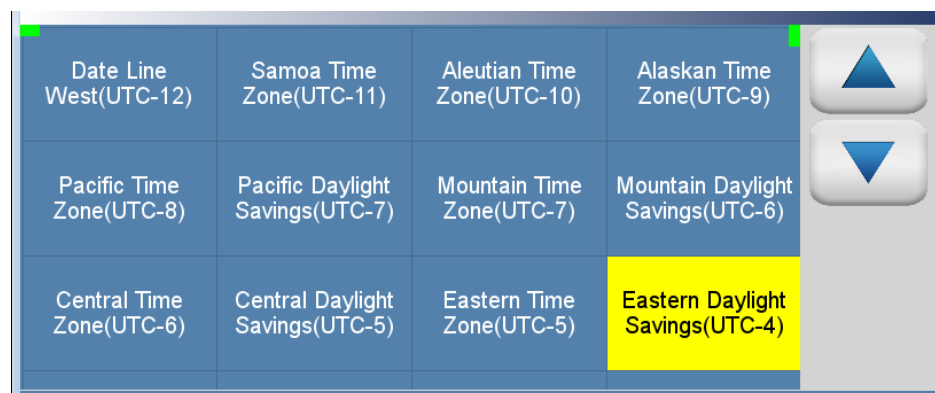 Date Line
West(UTC-12)
Samoa Time
Zone(UTC-11)
Aleutian Time
Zone(UTC-10)
Alaskan Time
Zone(UTC-9)
Pacific Time
Zone(UTC-8)
Pacific Daylight
Savings(UTC-7)
Mountain Time
Zone(UTC-7)
Mountain Daylight
Savings(UTC-6)
Central Time
Zone(UTC-6)
Central Daylight
Savings(UTC-5)
Eastern Time
Zone(UTC-5)
Eastern Daylight
Savings(UTC-4)